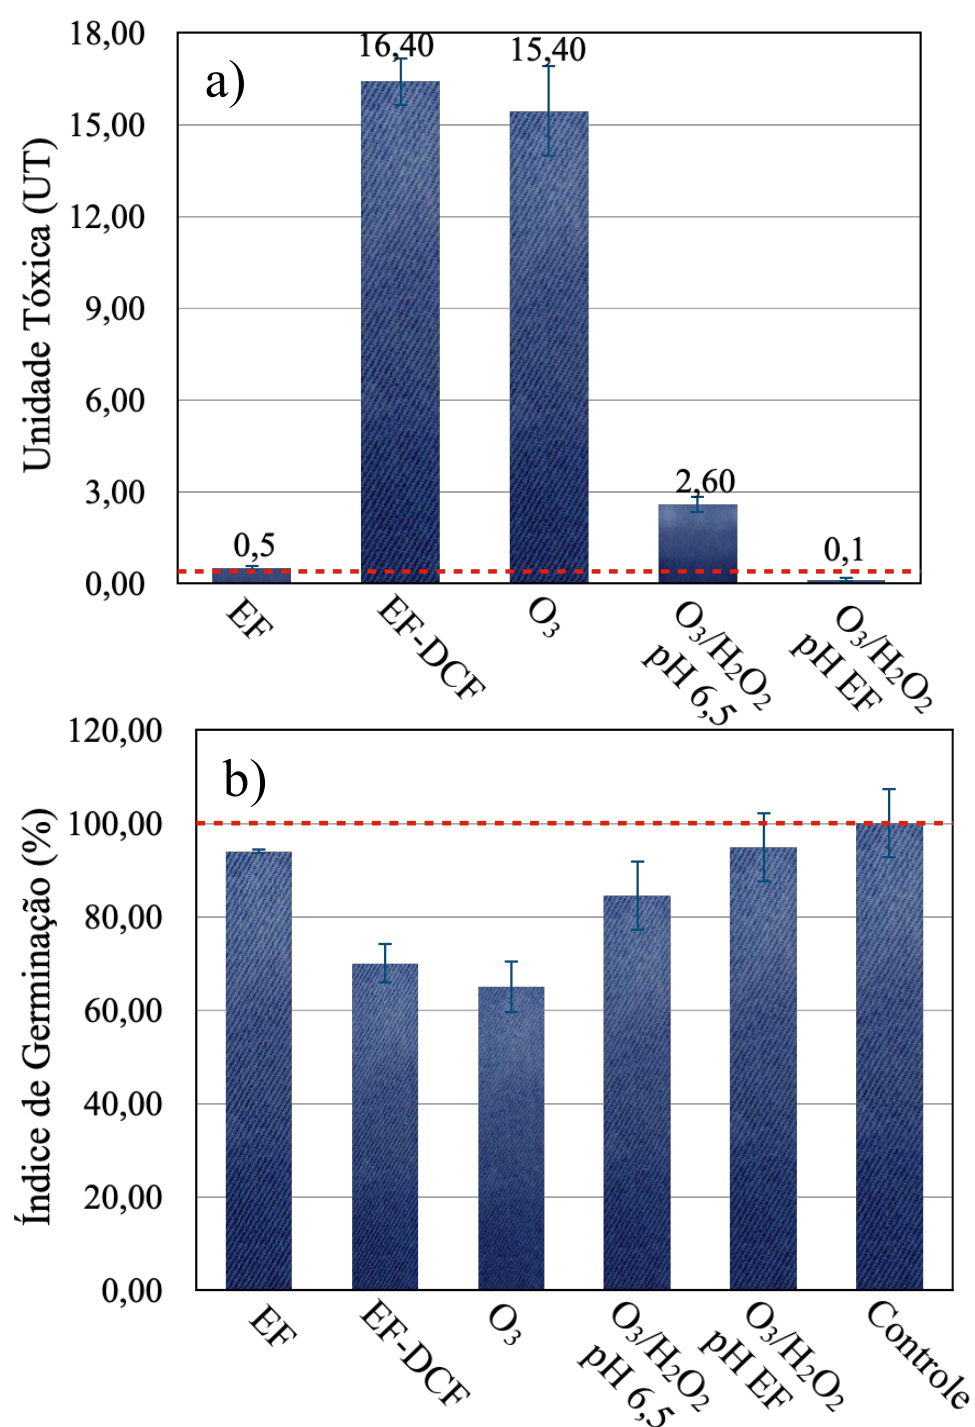 a)
Unidade Tóxica (UT)
18,00
15,00
12,00
9,00
6,00
3,00
0,00
0,5
16,40
15,40
2,60
0,1
EF
EF-DCF
O₃
O₃/H₂O₂
pH 6,5
O₃/H₂O₂
pH EF
b)
Índice de Germinação (%)
120,00
100,00
80,00
60,00
40,00
20,00
0,00
EF
EF-DCF
O₃
O₃/H₂O₂
pH 6,5
O₃/H₂O₂
pH EF
Controle